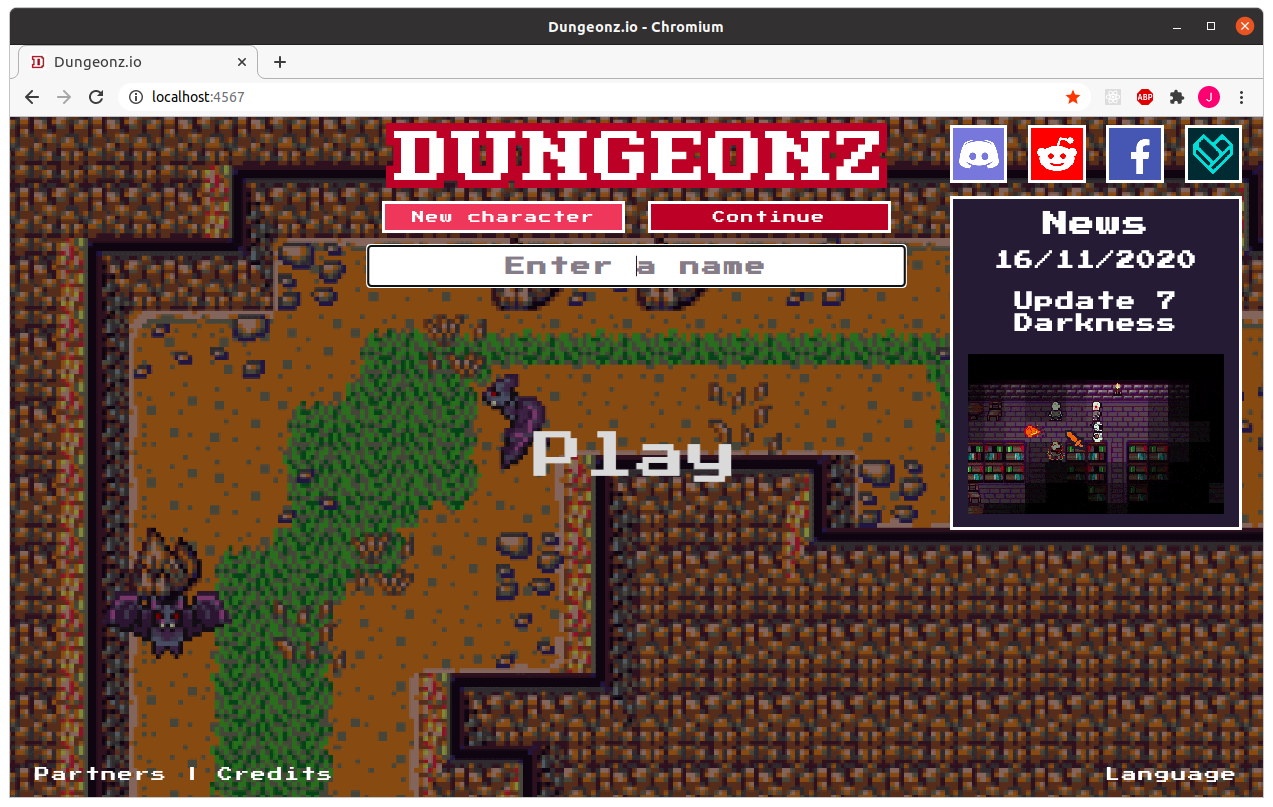 Dungeonz.io - Chromium
Dungeonz.io
localhost:4567
ABP
J
DUNGEONZ
New character
Continue
Enter a name
Play
News
16/11/2020
Update 7
Darkness
Partners | Credits
Language